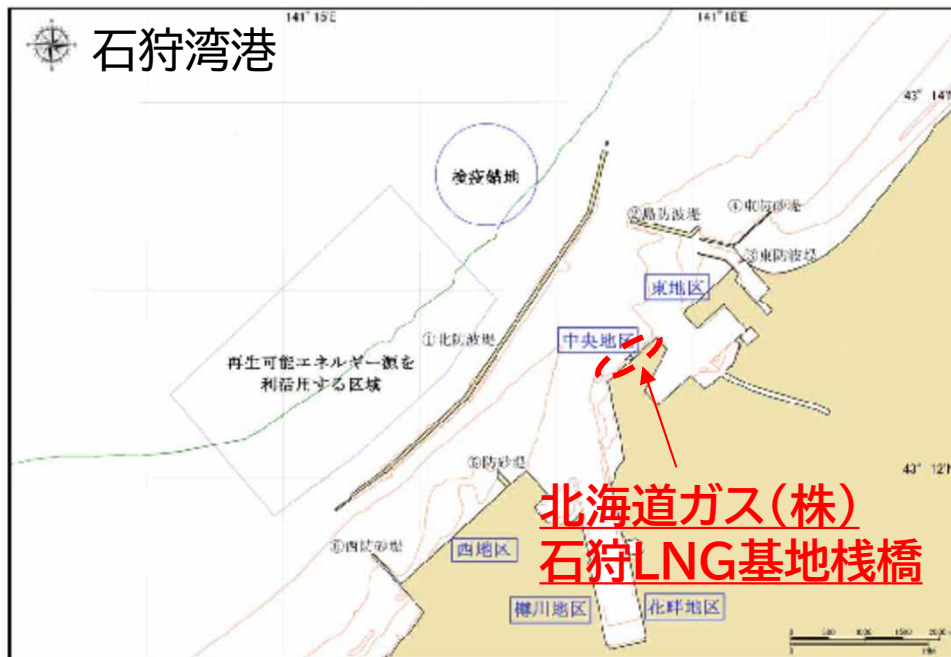 141° 15′E
141° 16′E
石狩湾港
43° 14′N
検疫錨地
②島防波堤
④東防砂堤
③東防波堤
東地区
①北防波堤
中央地区
再生可能エネルギー源を
利活用する区域
43° 12′N
⑤防砂堤
北海道ガス(株)
石狩LNG基地桟橋
⑥西防砂堤
西地区
樽川地区
花畔地区
0 500 1000 1500 2000